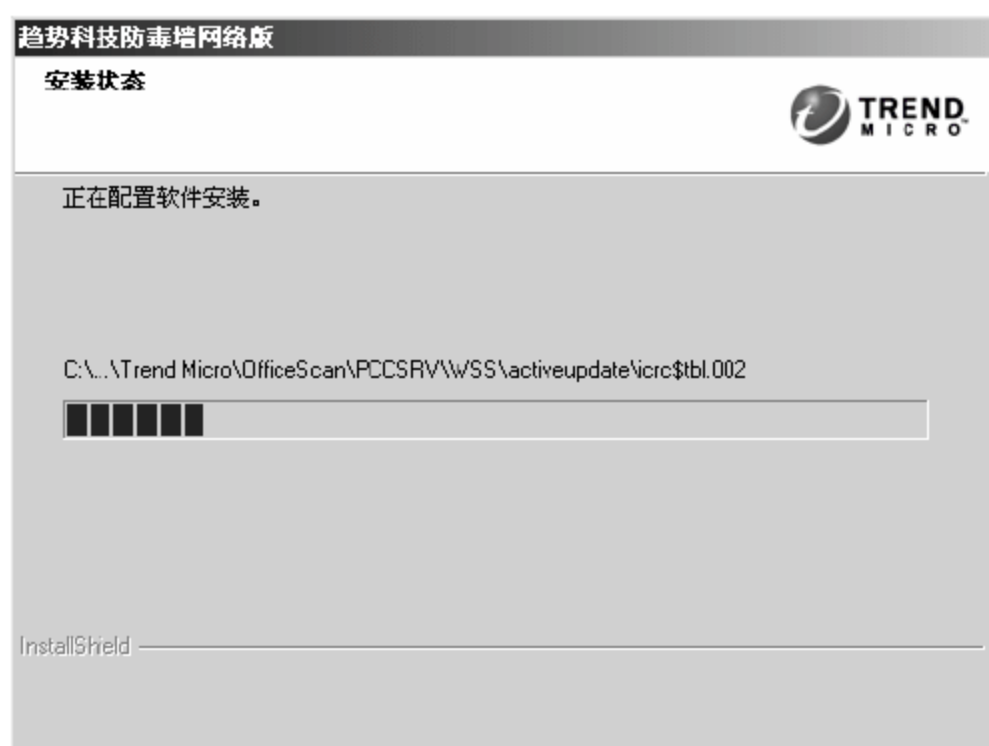 趋势科技防毒墙网络版
安装状态
TREND
MICRO™
正在配置软件安装。
C:\...\Trend Micro\OfficeScan\PCCSRV\WSS\activeupdate\icrc$tbl.002
InstallShield